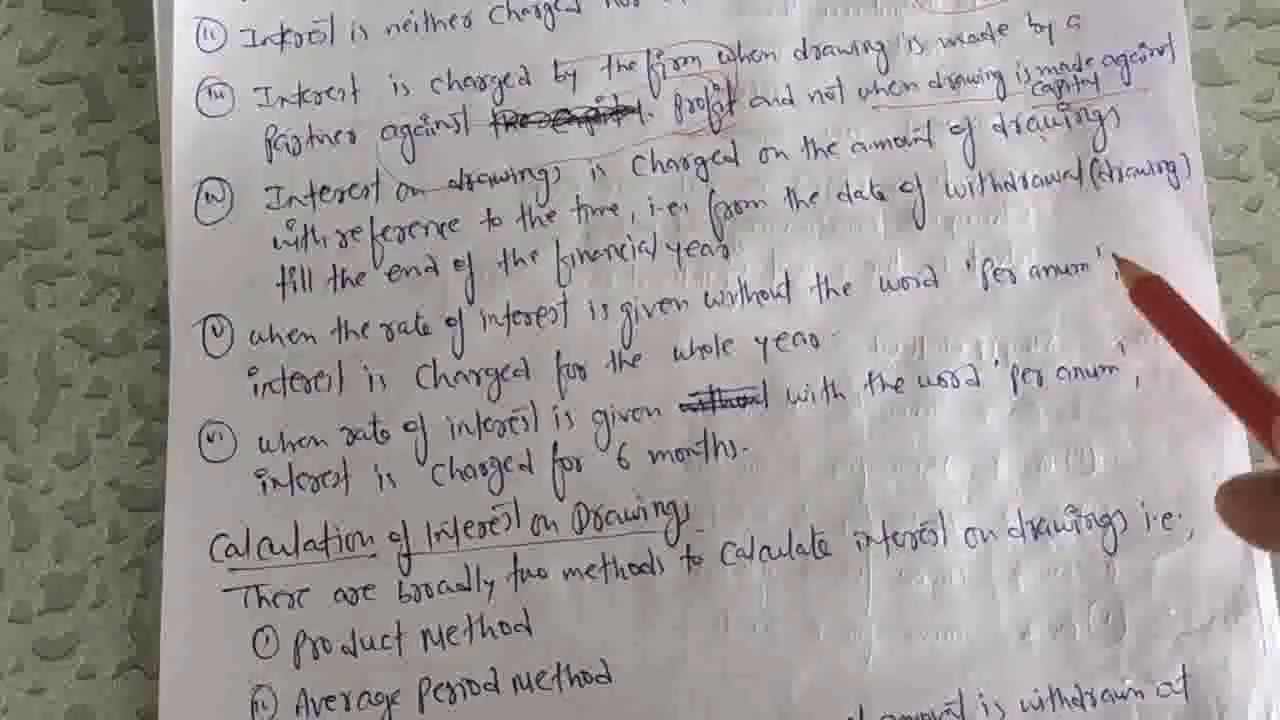 (ii) Interest is neither charged nor
(iii) Interest is charged by the firm when drawing is made by a
partner against profit and not when drawing is made against
capital
(iv) Interest on drawings is charged on the amount of drawings
with reference to the time, i.e. from the date of withdrawal (drawing)
till the end of the financial year
(v) when the rate of interest is given without the word 'per anum',
interest is charged for the whole year.
(vi) when rate of interest is given with the word 'per anum',
interest is charged for 6 months.
Calculation of Interest on Drawings
There are broadly two methods to calculate interest on drawings i.e.,
(i) Product Method
(ii) Average Period Method
amount is withdrawn at